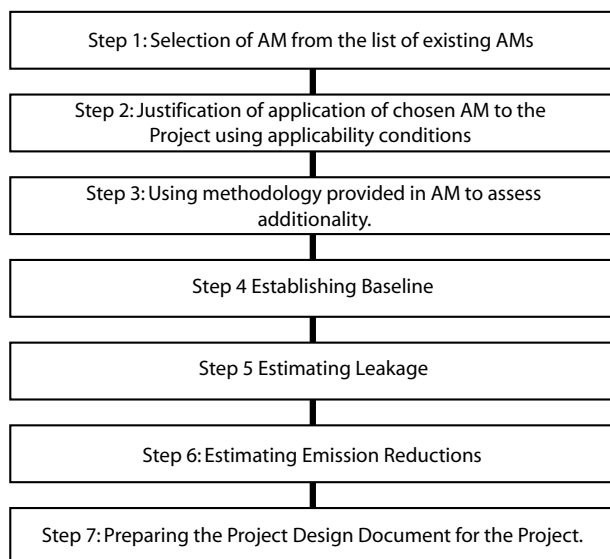 Step 1: Selection of AM from the list of existing AMs
Step 2: Justification of application of chosen AM to the
Project using applicability conditions
Step 3: Using methodology provided in AM to assess
additionality.
Step 4 Establishing Baseline
Step 5 Estimating Leakage
Step 6: Estimating Emission Reductions
Step 7: Preparing the Project Design Document for the Project.